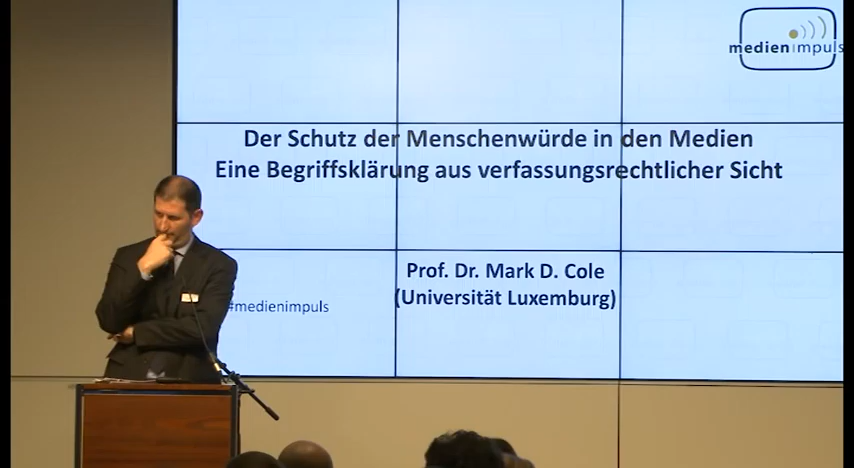 medienimpuls
Der Schutz der Menschenwürde in den Medien
Eine Begriffsklärung aus verfassungsrechtlicher Sicht
Prof. Dr. Mark D. Cole
(Universität Luxemburg)
#medienimpuls